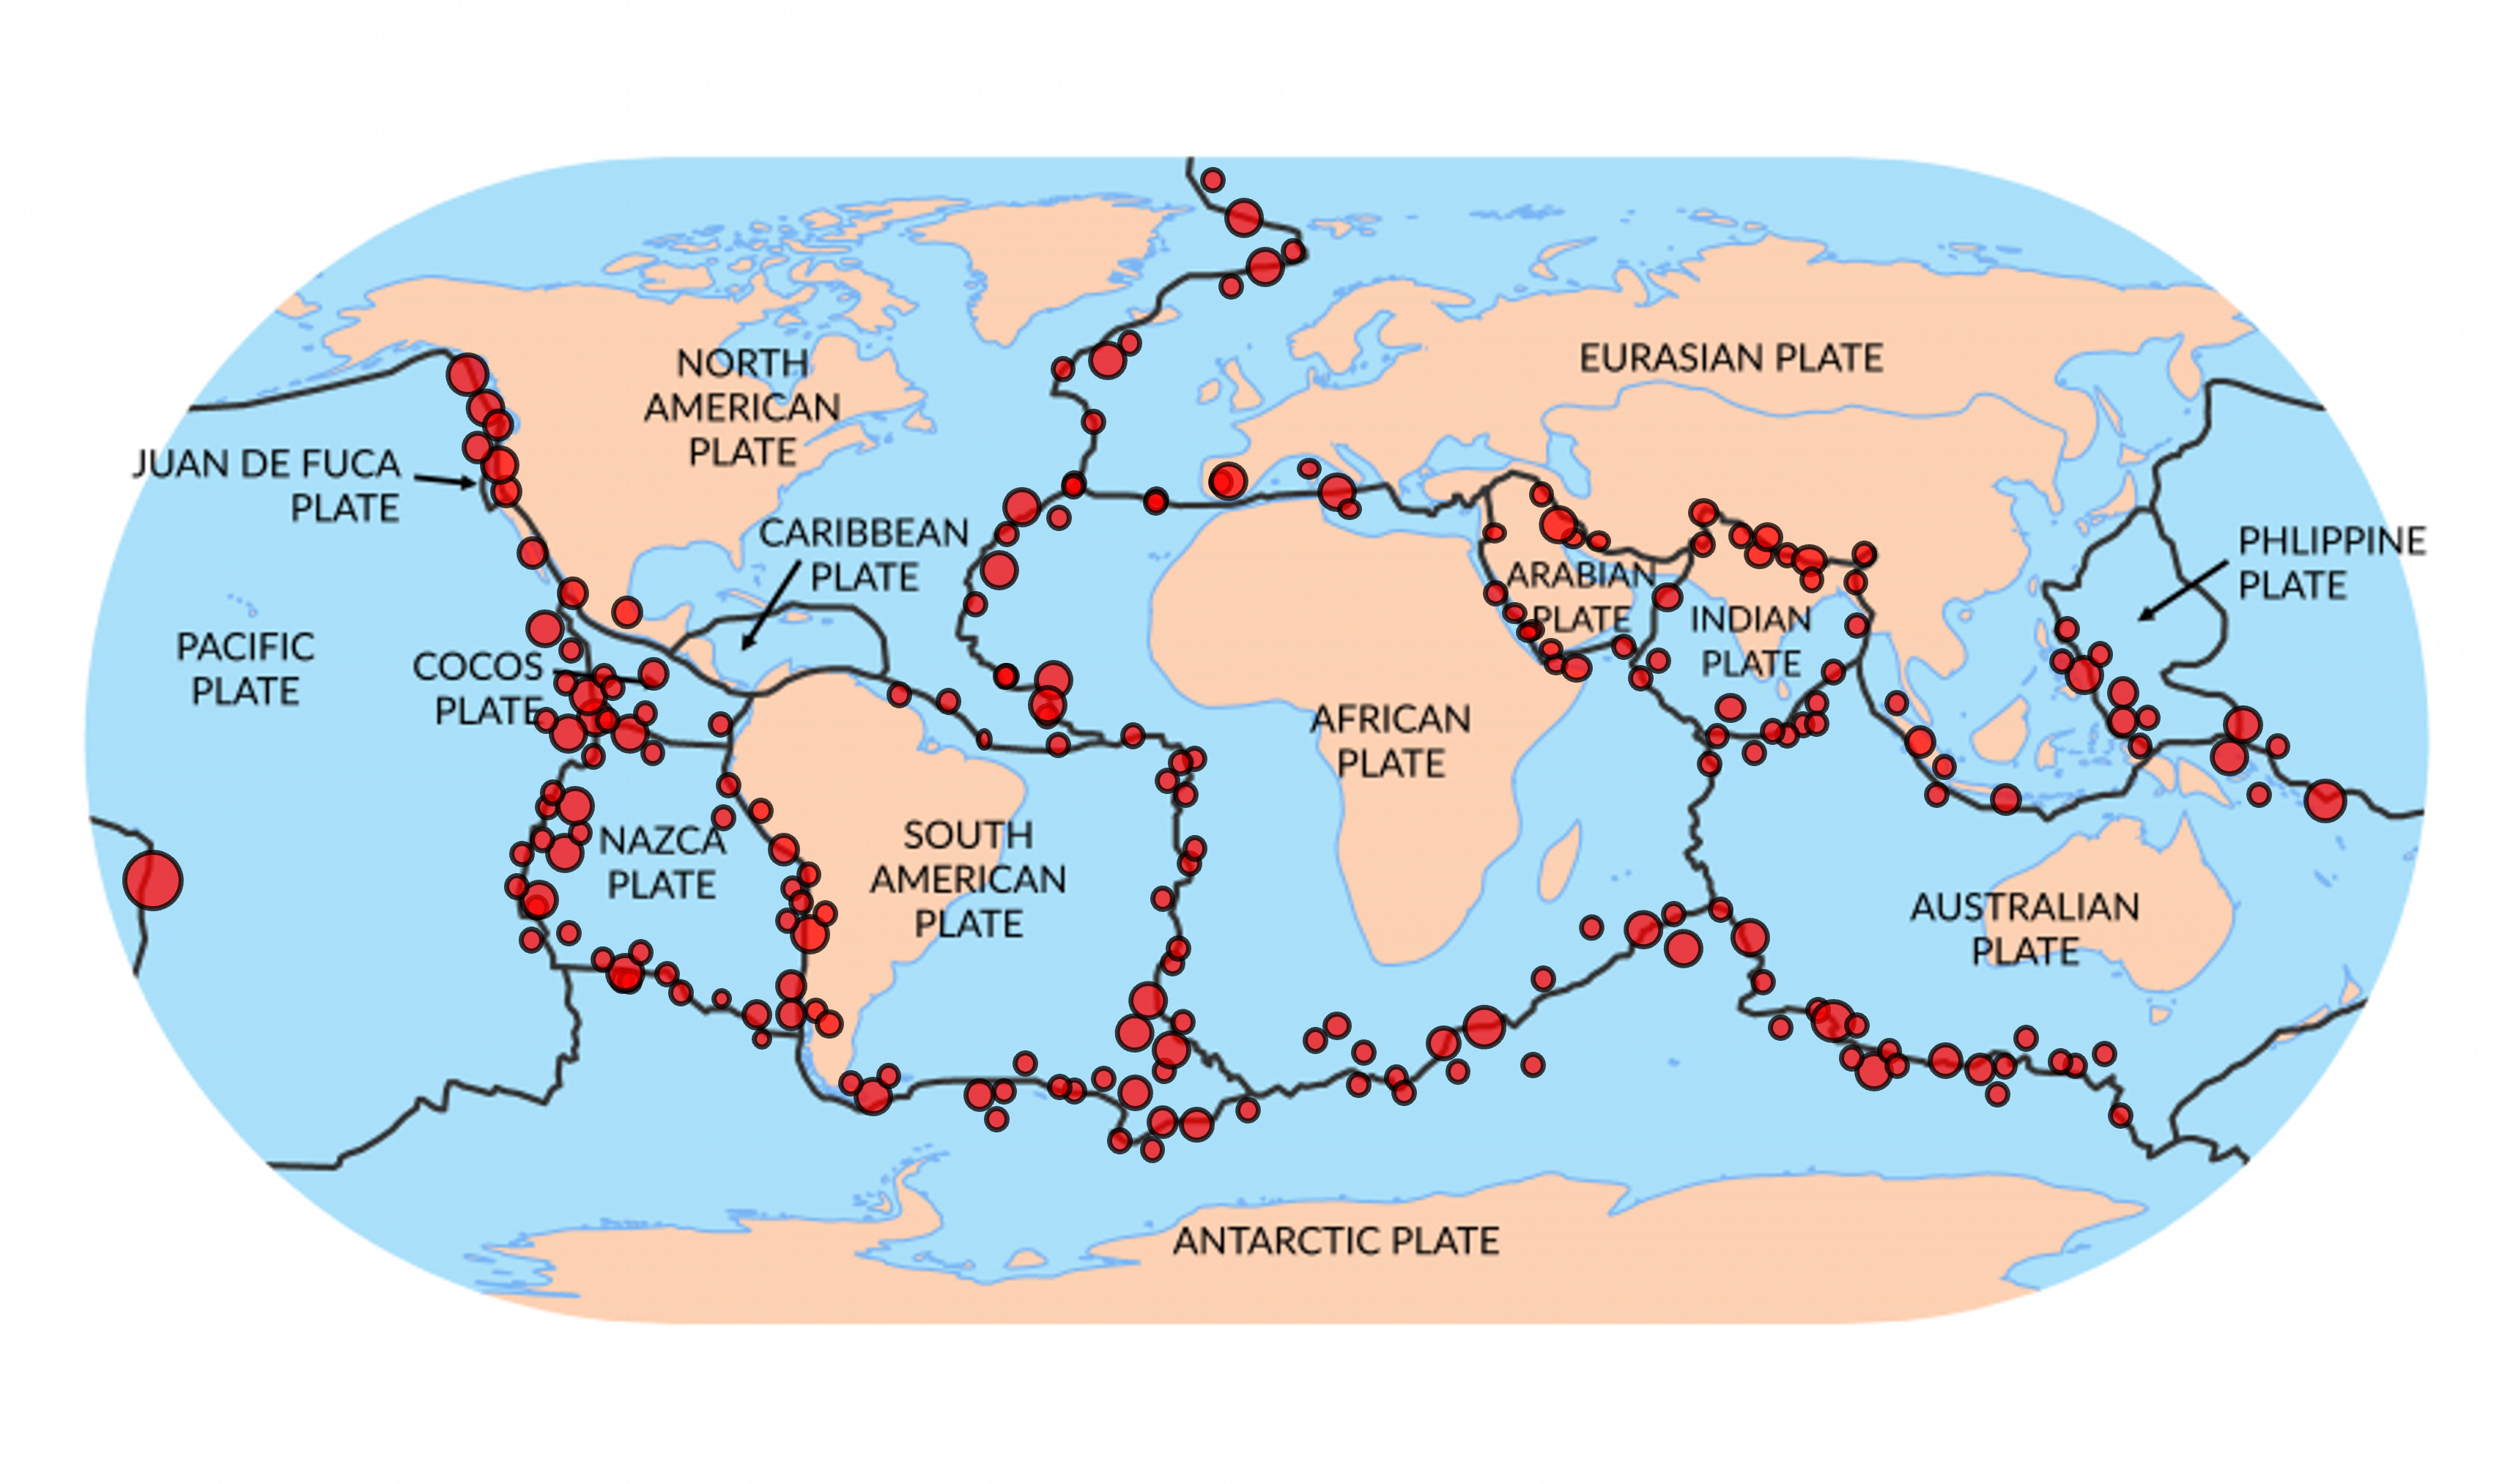 NORTH
AMERICAN
PLATE
EURASIAN PLATE
JUAN DE FUCA
PLATE
CARIBBEAN
PLATE
PHLIPPINE
PLATE
ARABIAN
PLATE
INDIAN
PLATE
PACIFIC
PLATE
COCOS
PLATE
AFRICAN
PLATE
NAZCA
PLATE
SOUTH
AMERICAN
PLATE
AUSTRALIAN
PLATE
ANTARCTIC PLATE